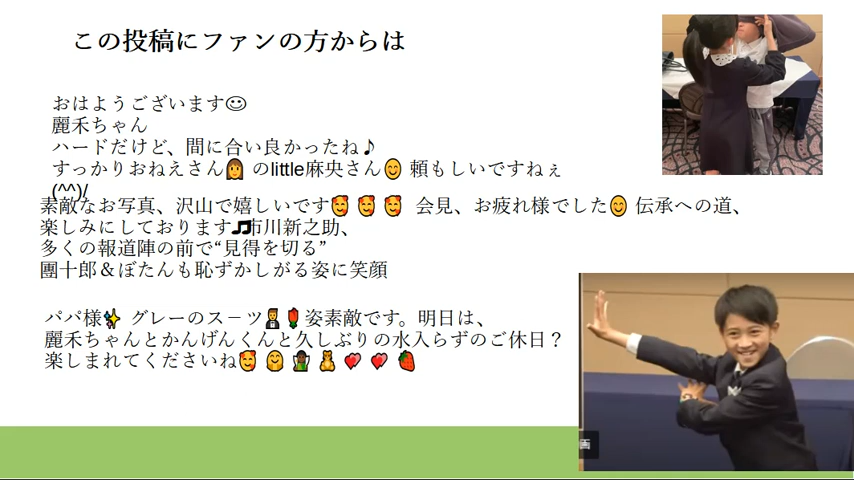 この投稿にファンの方からは
おはようございます☺
麗禾ちゃん
ハードだけど、間に合い良かったね♪
すっかりおねえさん👩 のlittle麻央さん😊 頼もしいですねぇ
(^^)/
素敵なお写真、沢山で嬉しいです🥰 🥰 🥰 会見、お疲れ様でした😊 伝承への道、
楽しみにしております🎵市川新之助、
多くの報道陣の前で“見得を切る”
團十郎＆ぼたんも恥ずかしがる姿に笑顔
パパ様✨ グレーのスーツ🤵🌹姿素敵です。明日は、
麗禾ちゃんとかんげんくんと久しぶりの水入らずのご休日？
楽しまれてくださいね🥰
画